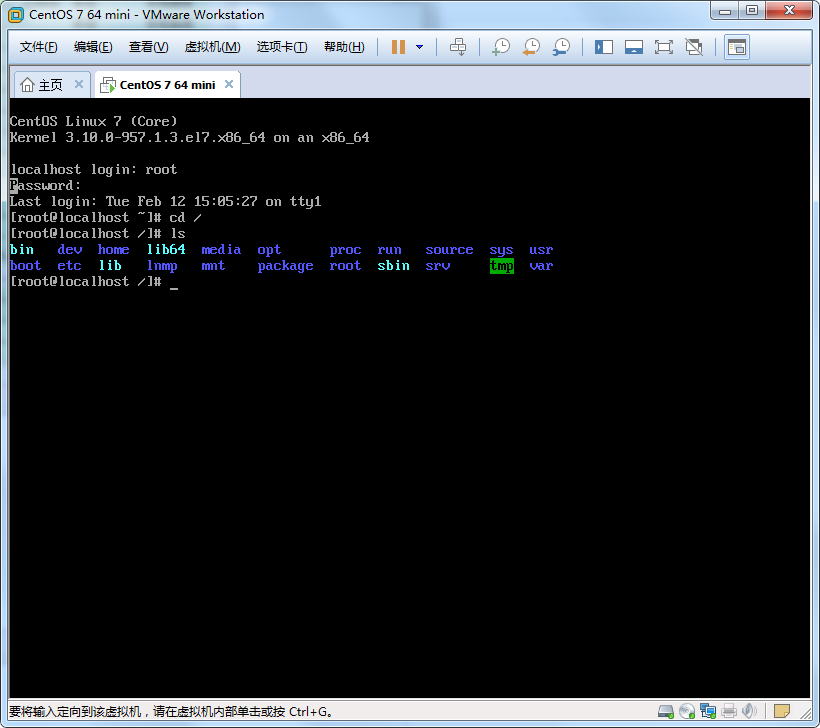 CentOS 7 64 mini - VMware Workstation
文件(F) 编辑(E) 查看(V) 虚拟机(M) 选项卡(T) 帮助(H)
主页 CentOS 7 64 mini
CentOS Linux 7 (Core)
Kernel 3.10.0-957.1.3.el7.x86_64 on an x86_64
localhost login: root
Password:
Last login: Tue Feb 12 15:05:27 on tty1
[root@localhost ~]# cd /
[root@localhost /]# ls
bin dev home lib64 media opt proc run source sys usr
boot etc lib lnmp mnt package root sbin srv tmp var
[root@localhost /]# _
要将输入定向到该虚拟机，请在虚拟机内部单击或按 Ctrl+G。